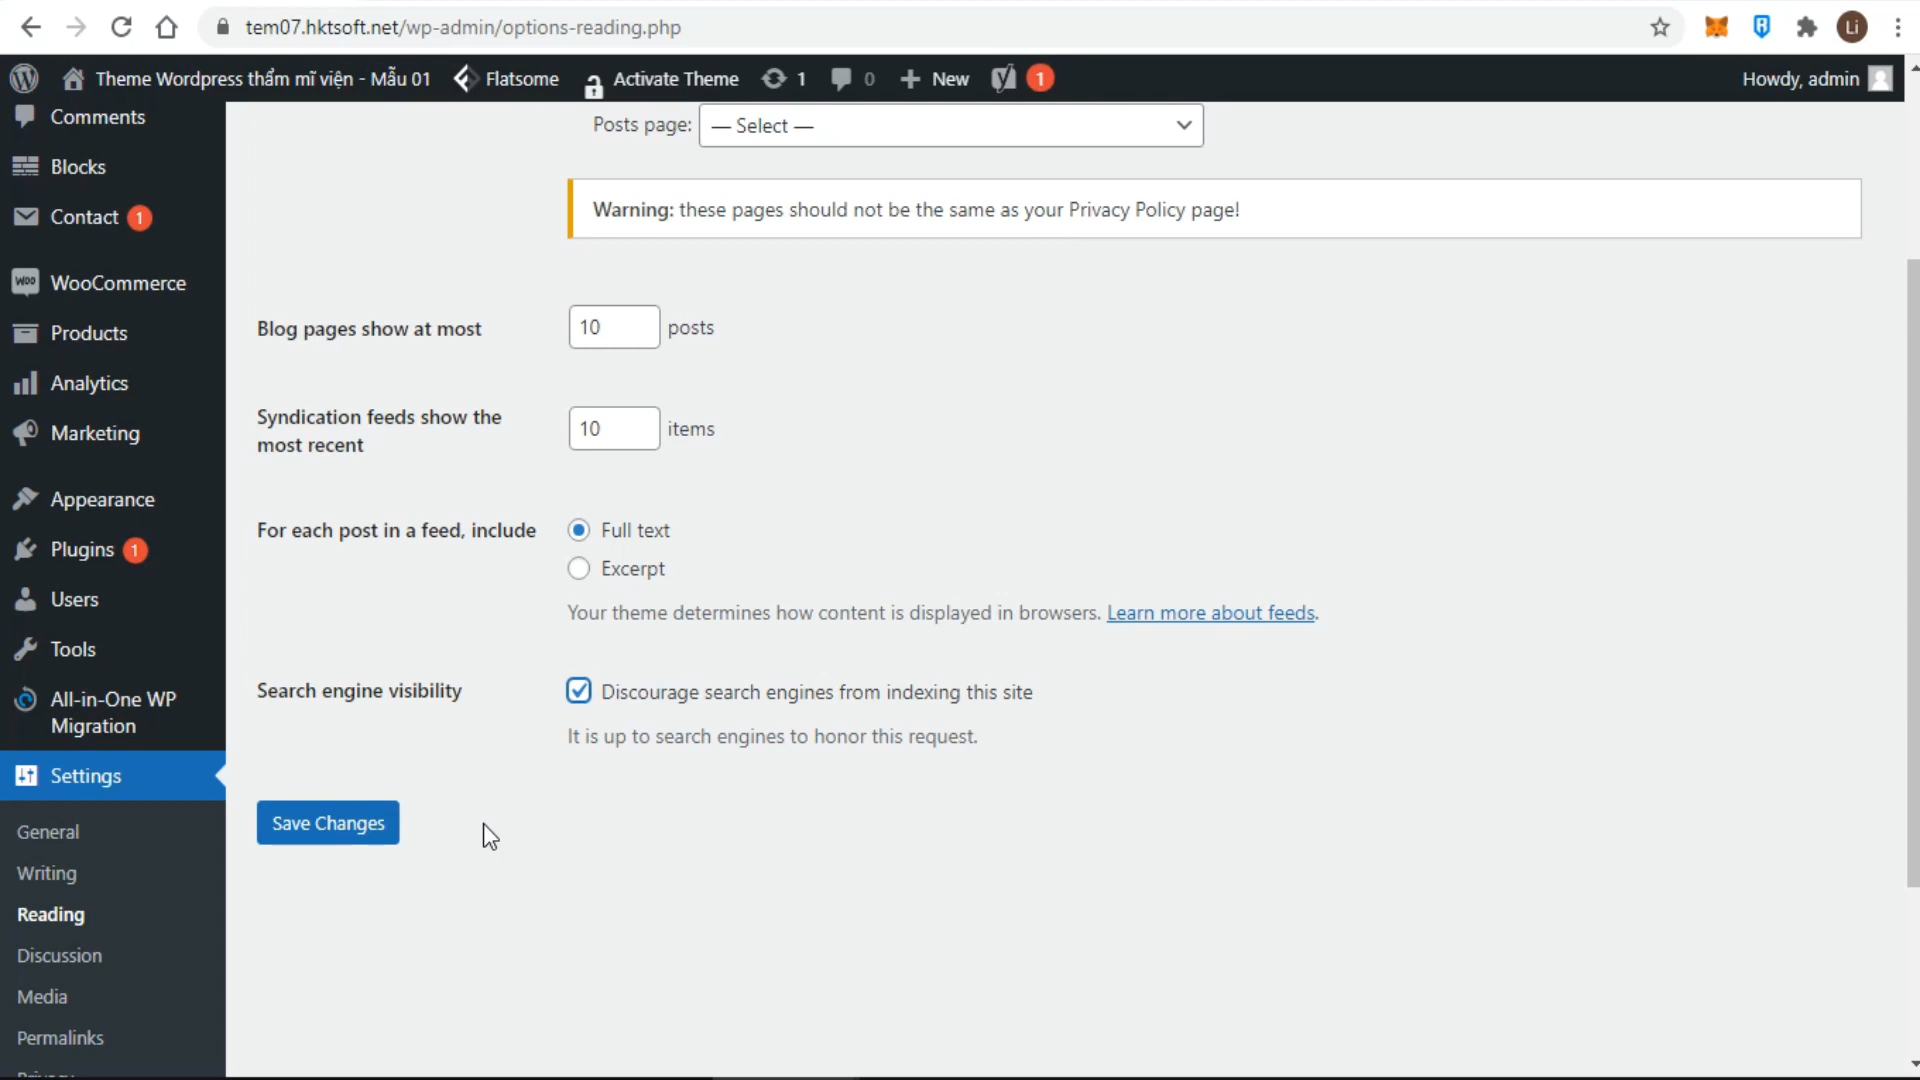 tem07.hktsoft.net/wp-admin/options-reading.php
Li
Theme Wordpress thẩm mĩ viện - Mẫu 01
Flatsome
Activate Theme
1
0
New
1
Howdy, admin
Comments
Blocks
Contact 1
WooCommerce
Products
Analytics
Marketing
Appearance
Plugins 1
Users
Tools
All-in-One WP
Migration
Settings
General
Writing
Reading
Discussion
Media
Permalinks
Posts page: — Select —
Warning: these pages should not be the same as your Privacy Policy page!
Blog pages show at most 10 posts
Syndication feeds show the
most recent
10 items
For each post in a feed, include
Full text
Excerpt
Your theme determines how content is displayed in browsers. Learn more about feeds.
Search engine visibility
Discourage search engines from indexing this site
It is up to search engines to honor this request.
Save Changes